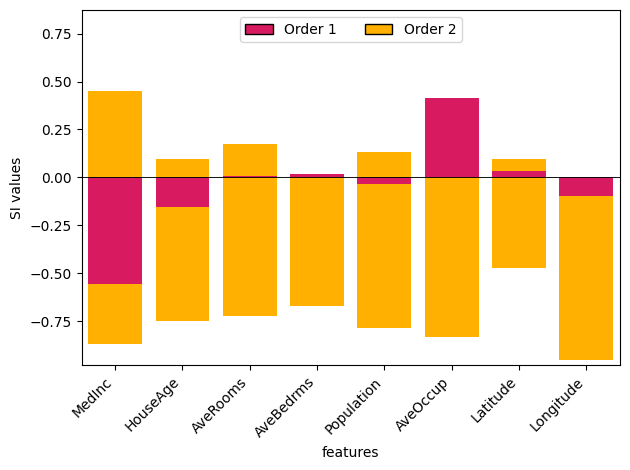 Order 1
Order 2
0.75
0.50
0.25
0.00
−0.25
−0.50
−0.75
SI values
MedInc
HouseAge
AveRooms
AveBedrms
Population
AveOccup
Latitude
Longitude
features